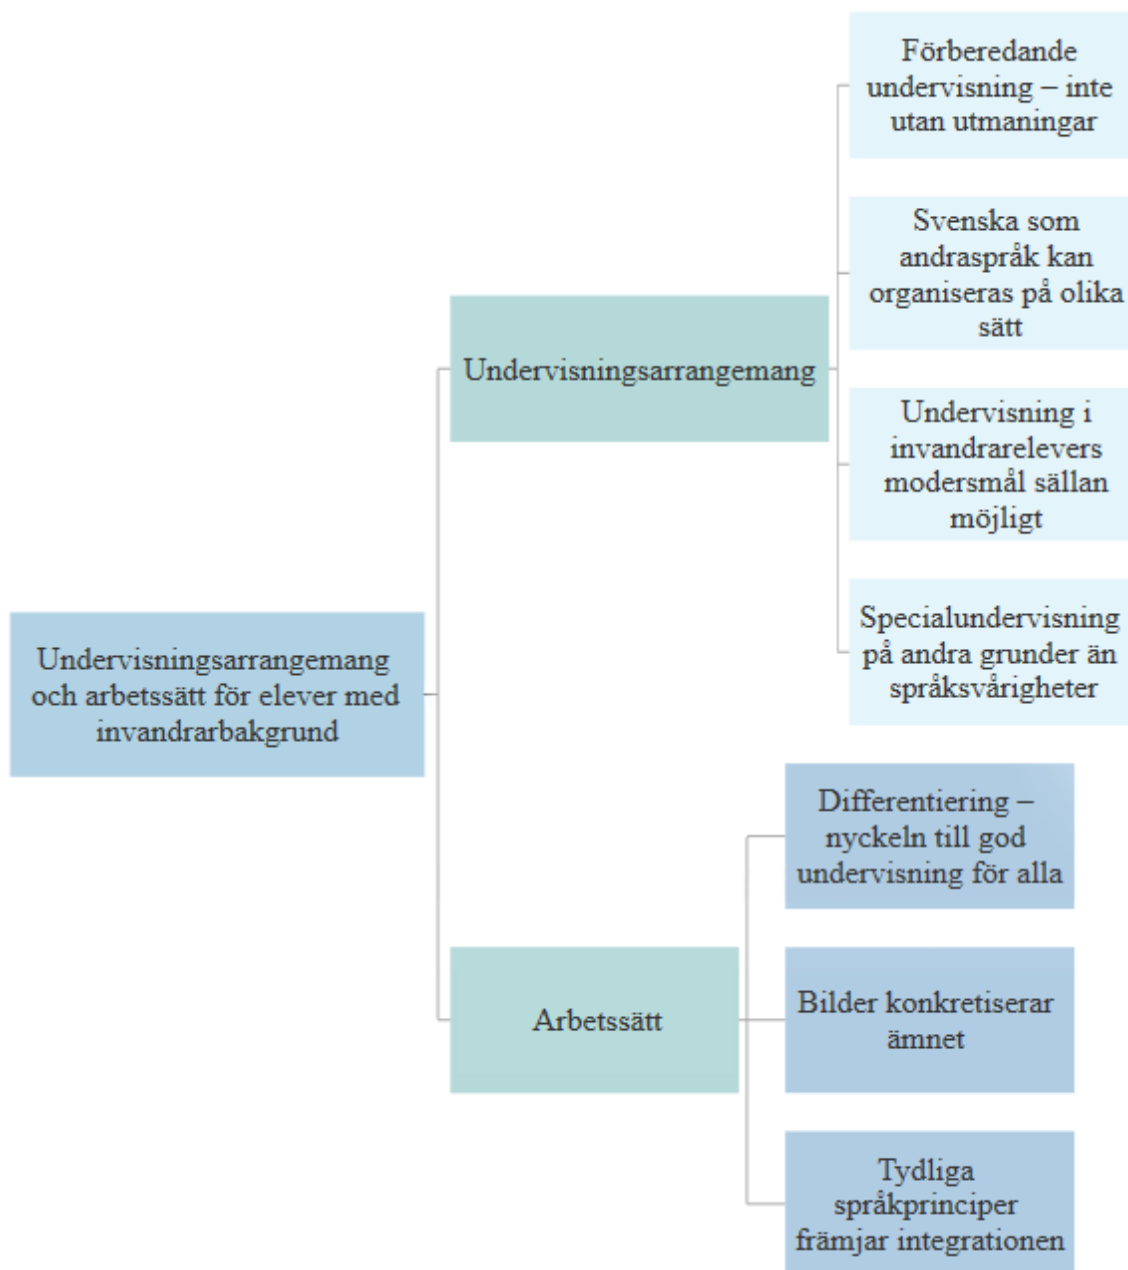 Förberedande
undervisning – inte
utan utmaningar
Svenska som
andraspråk kan
organiseras på olika
sätt
Undervisningsarrangemang
Undervisning i
invandrarelevers
modersmål sällan
möjligt
Specialundervisning
på andra grunder än
språksvårigheter
Undervisningsarrangemang
och arbetssätt för elever med
invandrarbakgrund
Differentiering –
nyckeln till god
undervisning för alla
Arbetssätt
Bilder konkretiserar
ämnet
Tydliga
språkprinciper
främjar integrationen